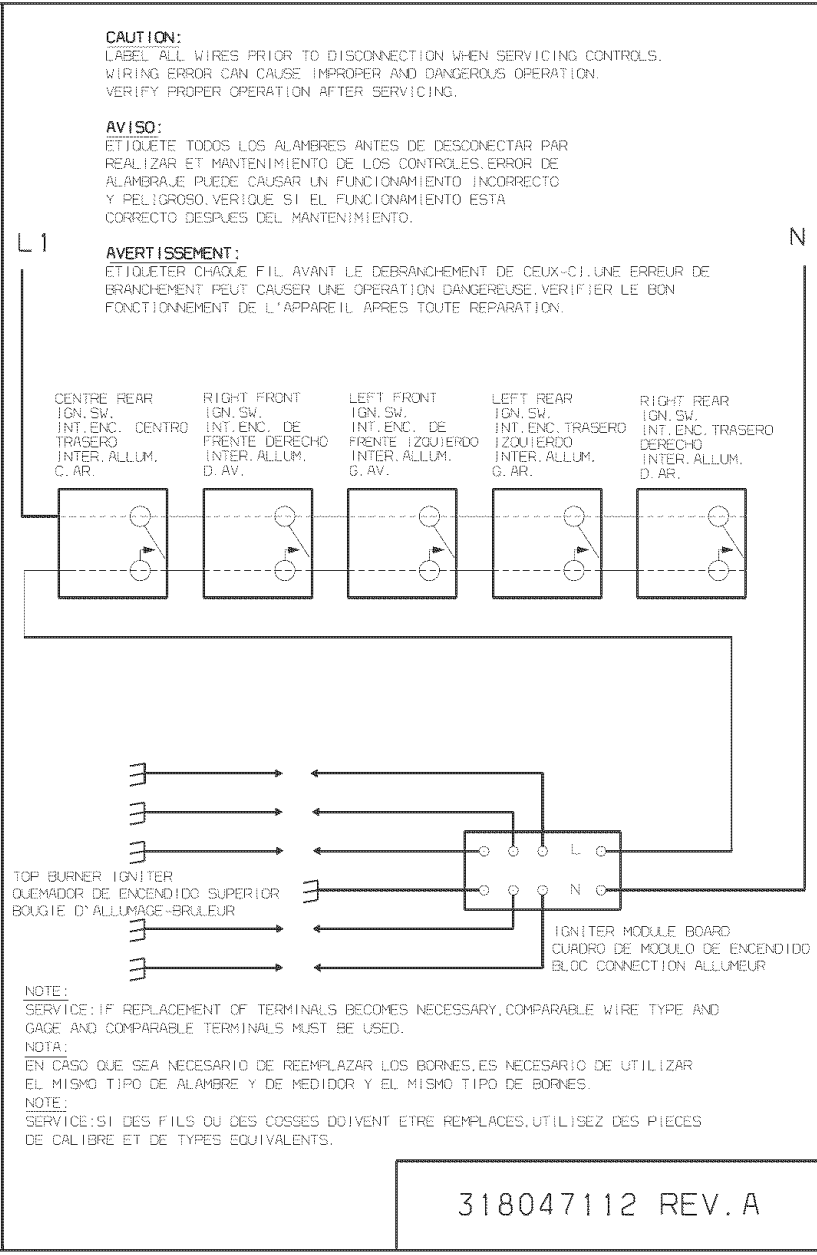 CAUTION:
LABEL ALL WIRES PRIOR TO DISCONNECTION WHEN SERVICING CONTROLS.
WIRING ERROR CAN CAUSE IMPROPER AND DANGEROUS OPERATION.
VERIFY PROPER OPERATION AFTER SERVICING.
AVISO:
ETIQUETE TODOS LOS ALAMBRES ANTES DE DESCONECTAR PAR
REALIZAR ET MANTENIMIENTO DE LOS CONTROLES.ERROR DE
ALAMBRAJE PUEDE CAUSAR UN FUNCIONAMIENTO INCORRECTO
Y PELIGROSO.VERIQUE SI EL FUNCIONAMIENTO ESTA
CORRECTO DESPUES DEL MANTENIMIENTO.
L1
N
AVERTISSEMENT:
ETIQUETER CHAQUE FIL AVANT LE DEBRANCHEMENT DE CEUX-CI.UNE ERREUR DE
BRANCHEMENT PEUT CAUSER UNE OPERATION DANGEREUSE.VERIFIER LE BON
FONCTIONNEMENT DE L'APPAREIL APRES TOUTE REPARATION.
CENTRE REAR
IGN.SW.
INT.ENC. CENTRO
TRASERO
INTER.ALLUM.
C.AR.
RIGHT FRONT
IGN.SW.
INT.ENC. DE
FRENTE DERECHO
INTER.ALLUM.
D.AV.
LEFT FRONT
IGN.SW.
INT.ENC. DE
FRENTE IZQUIERDO
INTER.ALLUM.
G.AV.
LEFT REAR
IGN.SW.
INT.ENC.TRASERO
IZQUIERDO
INTER.ALLUM.
G.AR.
RIGHT REAR
IGN.SW.
INT.ENC.TRASERO
DERECHO
INTER.ALLUM.
D.AR.
L
N
TOP BURNER IGNITER
QUEMADOR DE ENCENDIDO SUPERIOR
BOUGIE D'ALLUMAGE-BRULEUR
IGNITER MODULE BOARD
CUADRO DE MODULO DE ENCENDIDO
BLOC CONNECTION ALLUMEUR
NOTE:
SERVICE:IF REPLACEMENT OF TERMINALS BECOMES NECESSARY,COMPARABLE WIRE TYPE AND
GAGE AND COMPARABLE TERMINALS MUST BE USED.
NOTA:
EN CASO QUE SEA NECESARIO DE REEMPLAZAR LOS BORNES,ES NECESARIO DE UTILIZAR
EL MISMO TIPO DE ALAMBRE Y DE MEDIDOR Y EL MISMO TIPO DE BORNES.
NOTE:
SERVICE:SI DES FILS OU DES COSSES DOIVENT ETRE REMPLACES,UTILISEZ DES PIECES
DE CALIBRE ET DE TYPES EQUIVALENTS.
318047112 REV.A